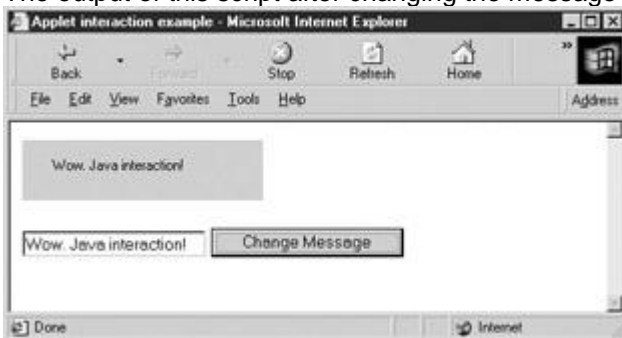 The output of this script after changing the message
Applet interaction example - Microsoft Internet Explorer
Back Forward Stop Refresh Home »
File Edit View Favorites Tools Help Address
Wow. Java interaction!
Wow. Java interaction! Change Message
Done Internet